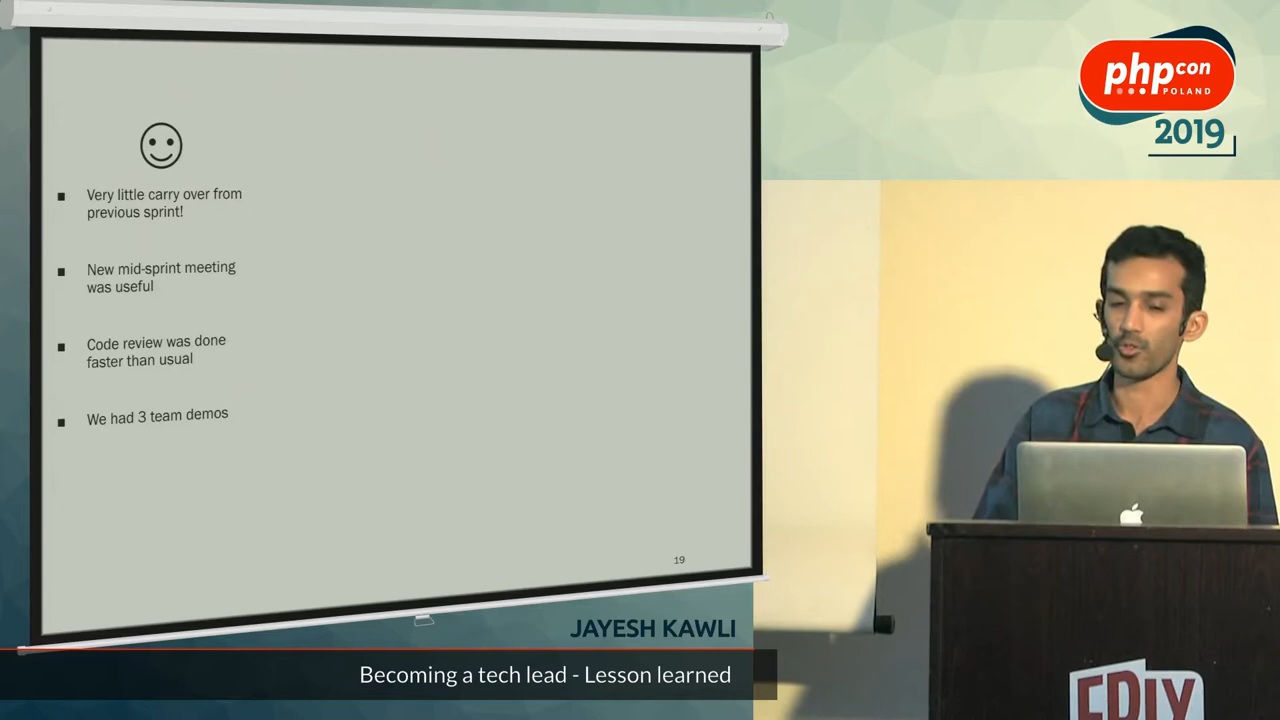 php con
POLAND
2019
Very little carry over from
previous sprint!
New mid-sprint meeting
was useful
Code review was done
faster than usual
We had 3 team demos
19
JAYESH KAWLI
Becoming a tech lead - Lesson learned